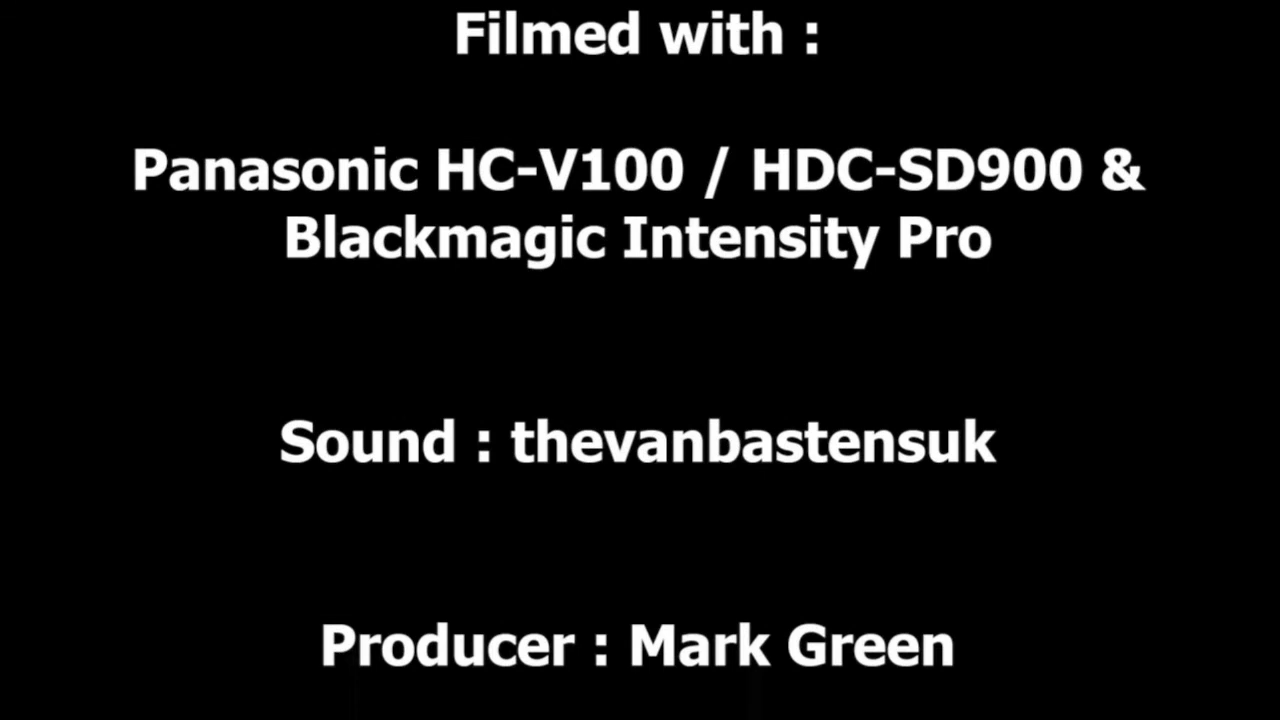 Filmed with :
Panasonic HC-V100 / HDC-SD900 &
Blackmagic Intensity Pro
Sound : thevanbastensuk
Producer : Mark Green